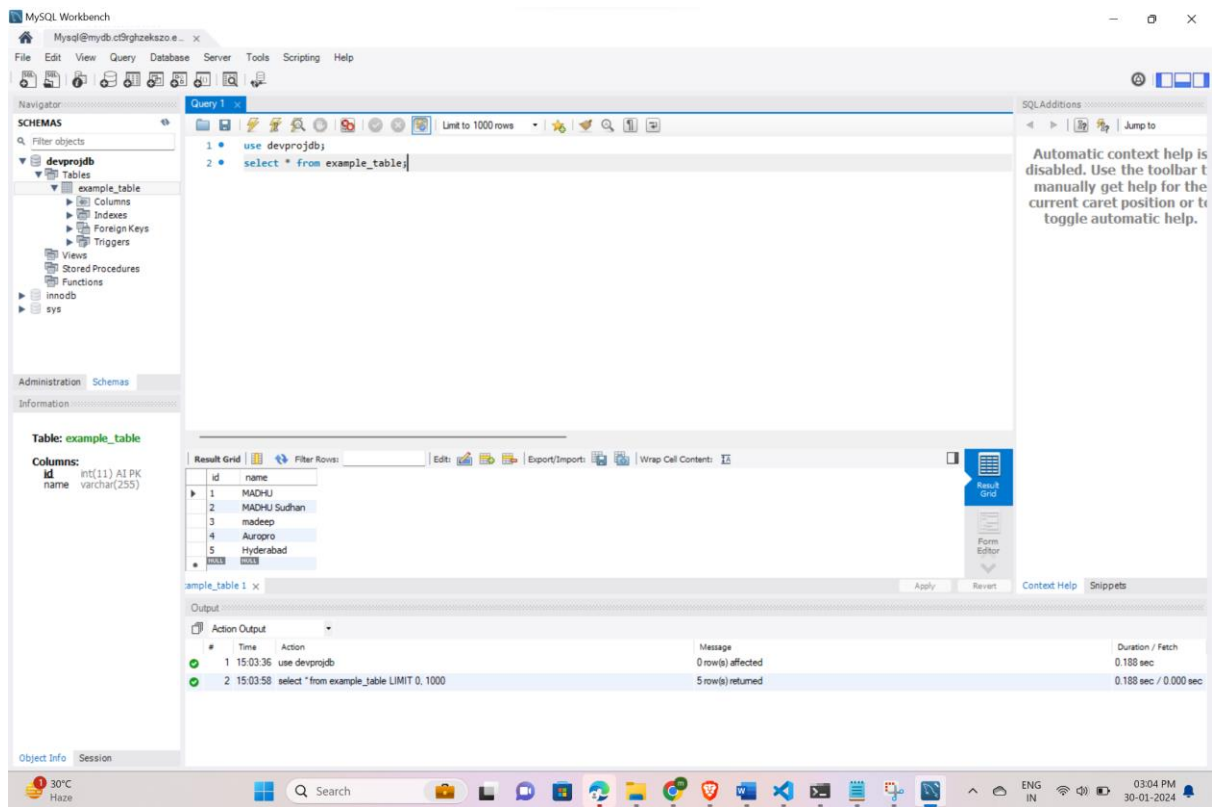 MySQL Workbench
Mysql@mydb.ct9rghzekszo.e...
File Edit View Query Database Server Tools Scripting Help
Navigator
SCHEMAS
Filter objects
devprojdb
Tables
example_table
Columns
Indexes
Foreign Keys
Triggers
Views
Stored Procedures
Functions
innodb
sys
Administration Schemas
Information
Table: example_table
Columns:
id int(11) AI PK
name varchar(255)
Object Info Session
Query 1
Limit to 1000 rows
1 use devprojdb;
2 select * from example_table;
Result Grid Filter Rows: Edit: Export/Import: Wrap Cell Content:
id name
1 MADHU
2 MADHU Sudhan
3 madeep
4 Auropro
5 Hyderabad
NULL NULL
Result Grid
Form Editor
ample_table 1
Apply Revert
Output
Action Output
# Time Action Message Duration / Fetch
1 15:03:36 use devprojdb 0 row(s) affected 0.188 sec
2 15:03:58 select * from example_table LIMIT 0, 1000 5 row(s) returned 0.188 sec / 0.000 sec
SQLAdditions
Jump to
Automatic context help is
disabled. Use the toolbar t
manually get help for the
current caret position or to
toggle automatic help.
Context Help Snippets
1
30°C
Haze
Search
ENG
IN
03:04 PM
30-01-2024